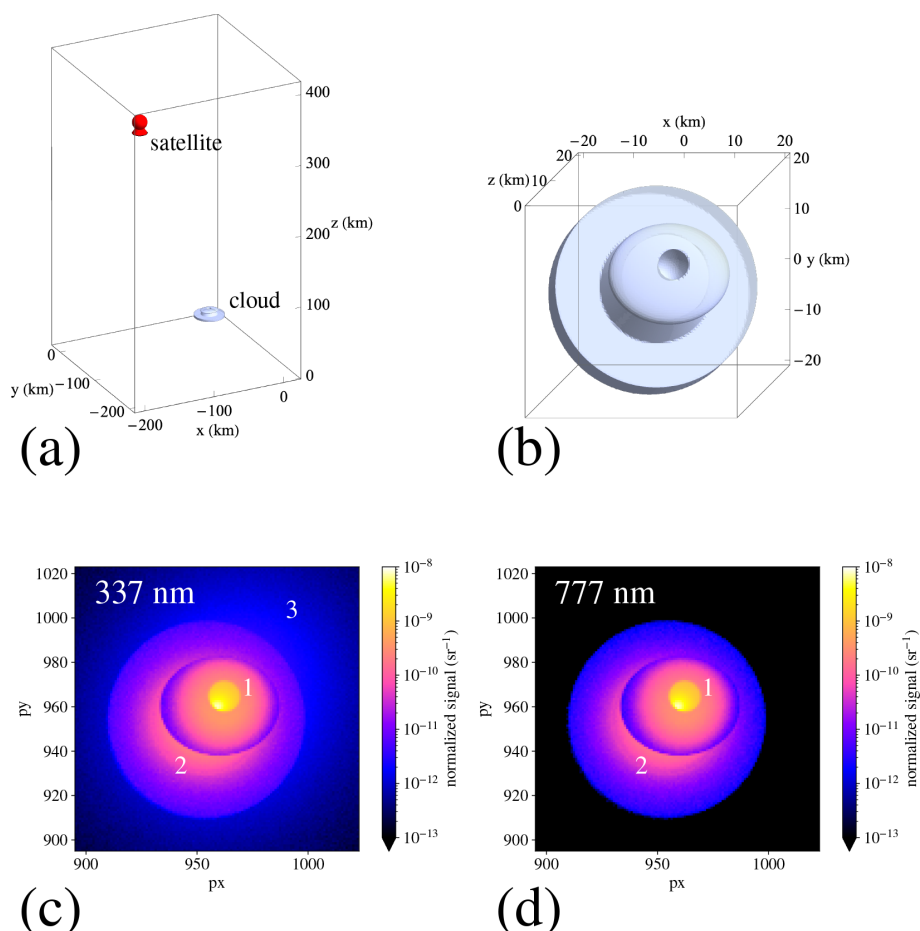 400
satellite
300
z (km)
200
cloud
100
0
0
y (km)
−100
−200
0
−100
−200
x (km)
(a)
x (km)
−20 −10 0 10 20
20
20
z (km)
10
10
0
0 y (km)
−10
−20
(b)
337 nm
3
1
2
1020
1000
980
960
940
920
900
py
900 950 1000
px
10⁻⁸
10⁻⁹
10⁻¹⁰
10⁻¹¹
10⁻¹²
10⁻¹³
normalized signal (sr⁻¹)
(c)
777 nm
1
2
1020
1000
980
960
940
920
900
py
900 950 1000
px
10⁻⁸
10⁻⁹
10⁻¹⁰
10⁻¹¹
10⁻¹²
10⁻¹³
normalized signal (sr⁻¹)
(d)